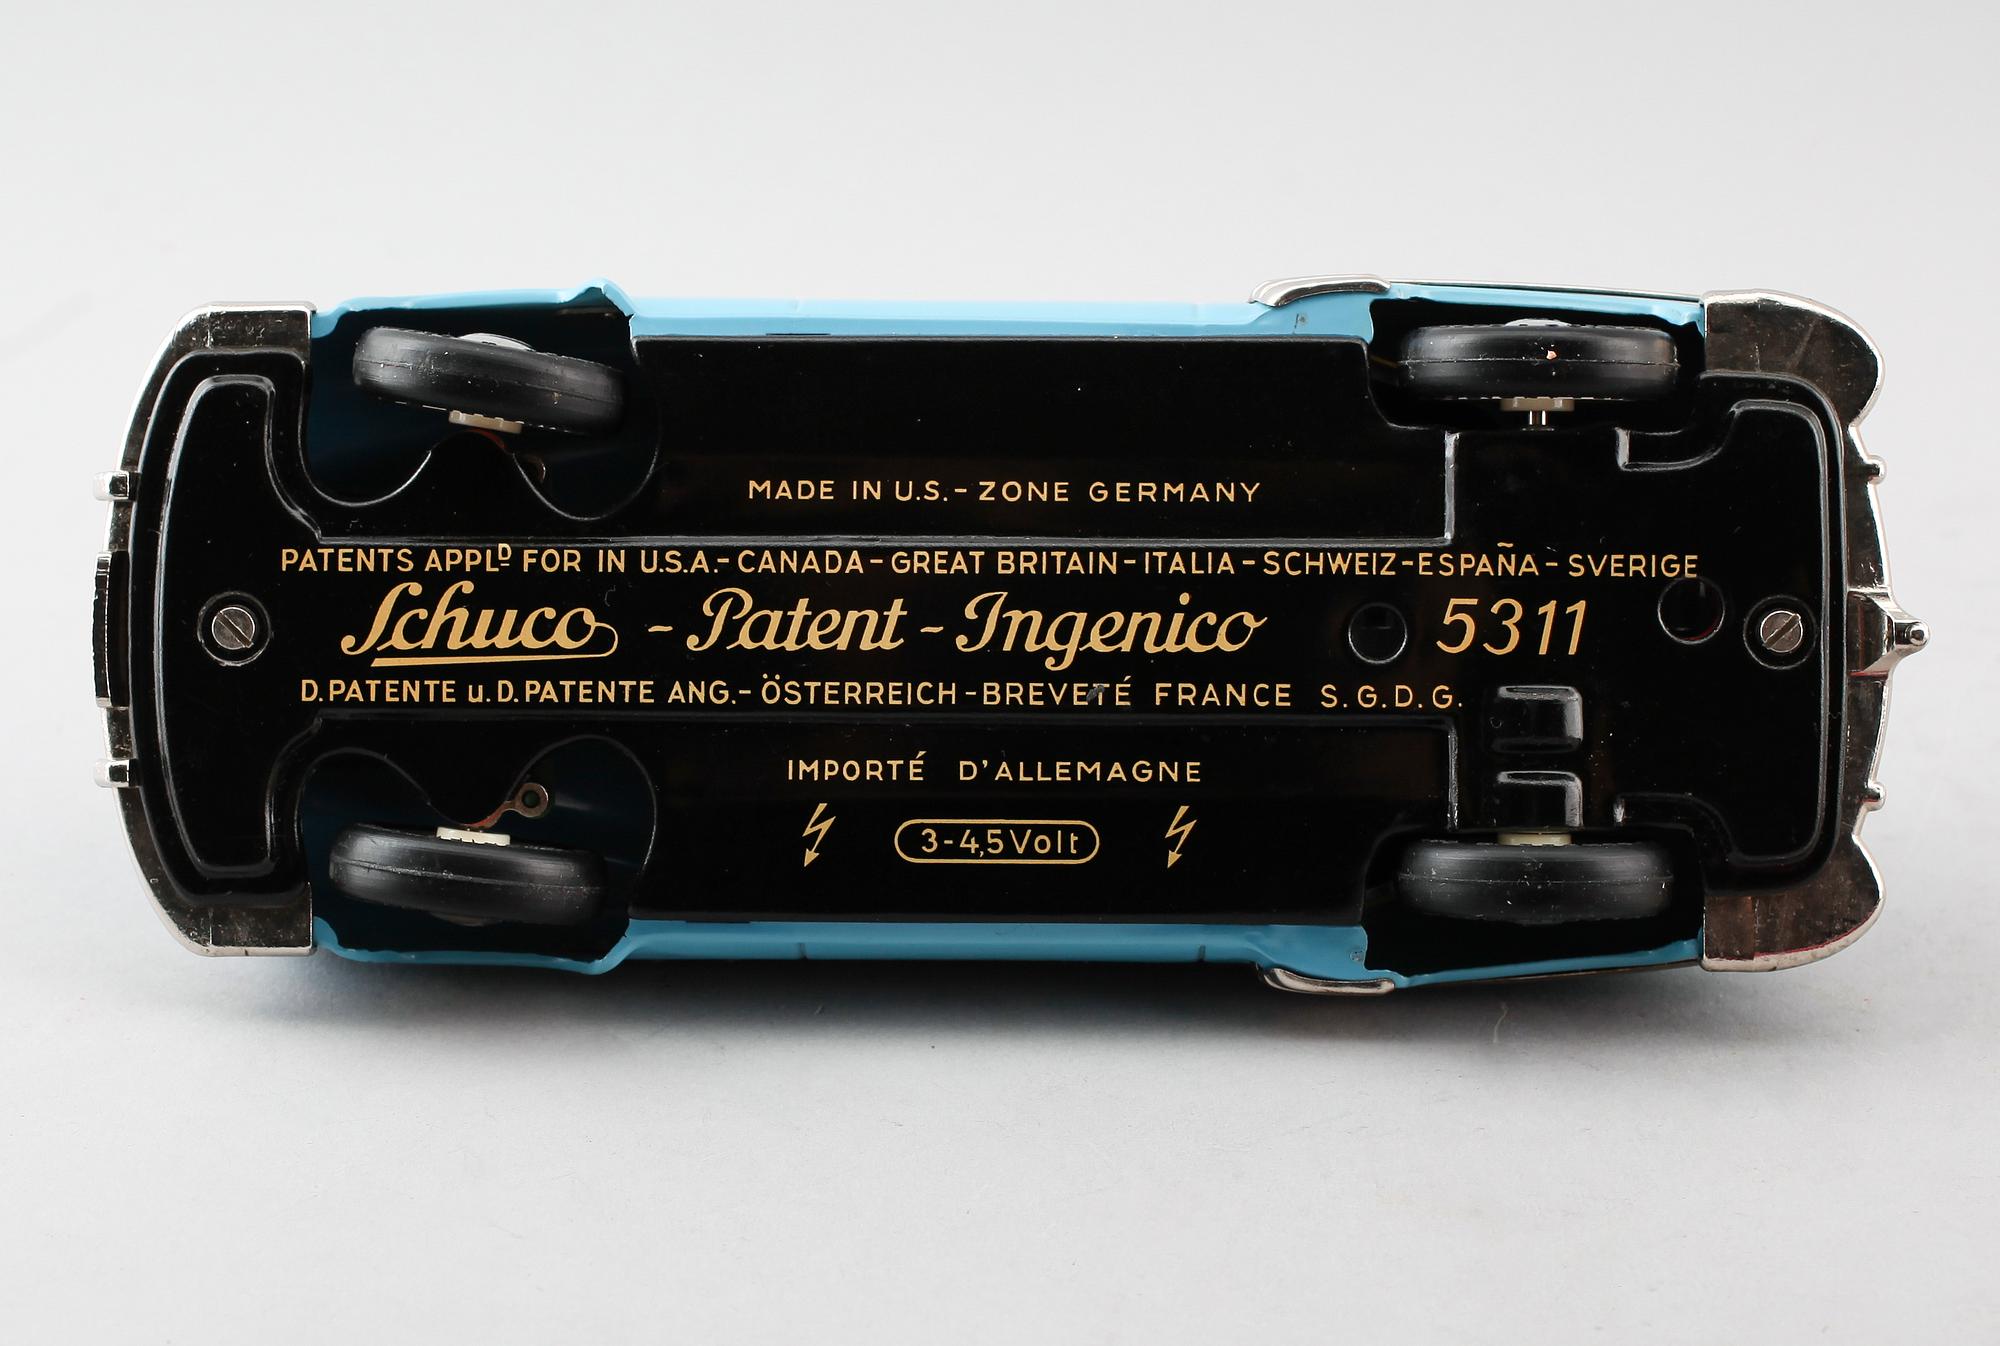 MADE IN U.S.-ZONE GERMANY
PATENTS APPLD FOR IN U.S.A.-CANADA-GREAT BRITAIN-ITALIA-SCHWEIZ-ESPAÑA-SVERIGE
Schuco - Patent - Ingenico 5311
D.PATENTE u.D.PATENTE ANG.-ÖSTERREICH-BREVETÉ FRANCE S.G.D.G.
IMPORTÉ D'ALLEMAGNE
3-4,5Volt